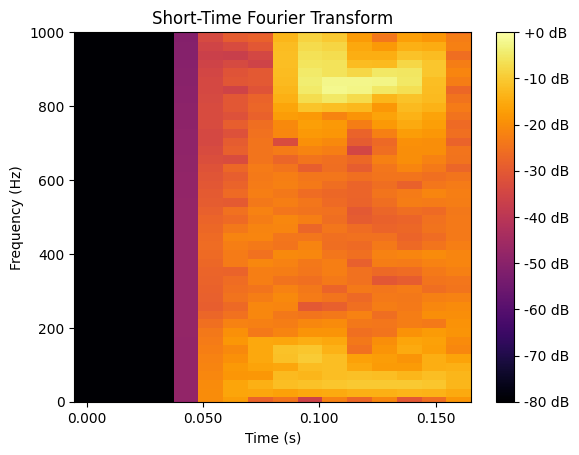 Short-Time Fourier Transform
Frequency (Hz)
1000
800
600
400
200
0
0.000
0.050
0.100
0.150
Time (s)
+0 dB
-10 dB
-20 dB
-30 dB
-40 dB
-50 dB
-60 dB
-70 dB
-80 dB